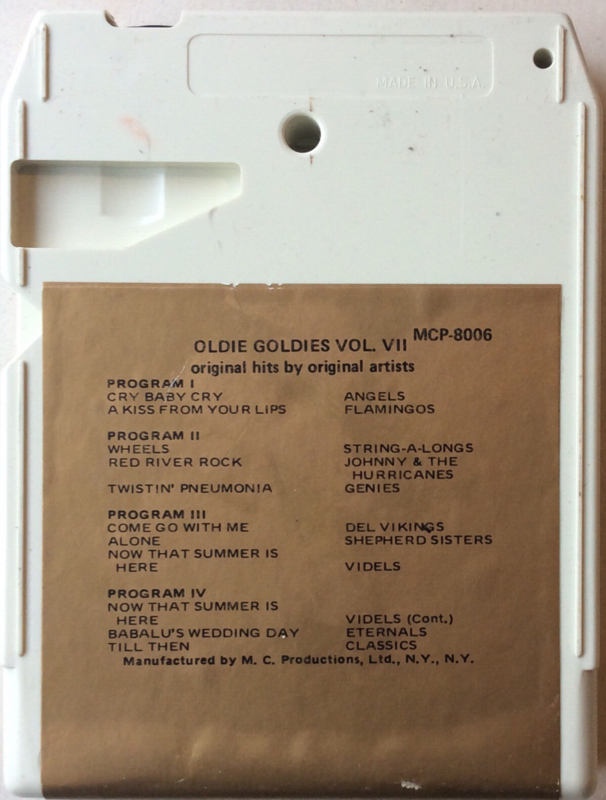 MADE IN U.S.A.
OLDIE GOLDIES VOL. VII MCP-8006
original hits by original artists
PROGRAM I
CRY BABY CRY ANGELS
A KISS FROM YOUR LIPS FLAMINGOS
PROGRAM II
WHEELS STRING-A-LONGS
RED RIVER ROCK JOHNNY & THE
HURRICANES
TWISTIN' PNEUMONIA GENIES
PROGRAM III
COME GO WITH ME DEL VIKINGS
ALONE SHEPHERD SISTERS
NOW THAT SUMMER IS
HERE VIDELS
PROGRAM IV
NOW THAT SUMMER IS
HERE VIDELS (Cont.)
BABALU'S WEDDING DAY ETERNALS
TILL THEN CLASSICS
Manufactured by M. C. Productions, Ltd., N.Y., N.Y.